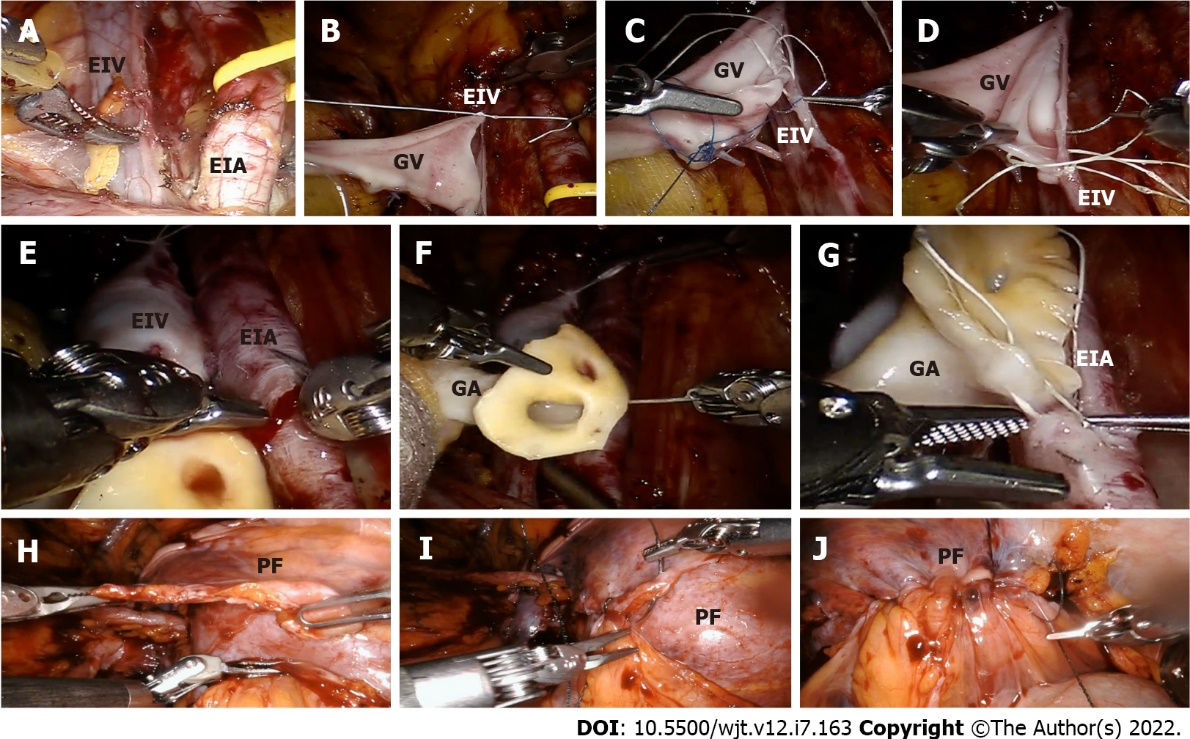 A
EIV
EIA
B
EIV
GV
C
GV
EIV
D
GV
EIV
E
EIV
EIA
F
GA
G
GA
EIA
H
PF
I
PF
J
PF
DOI: 10.5500/wjt.v12.i7.163 Copyright ©The Author(s) 2022.